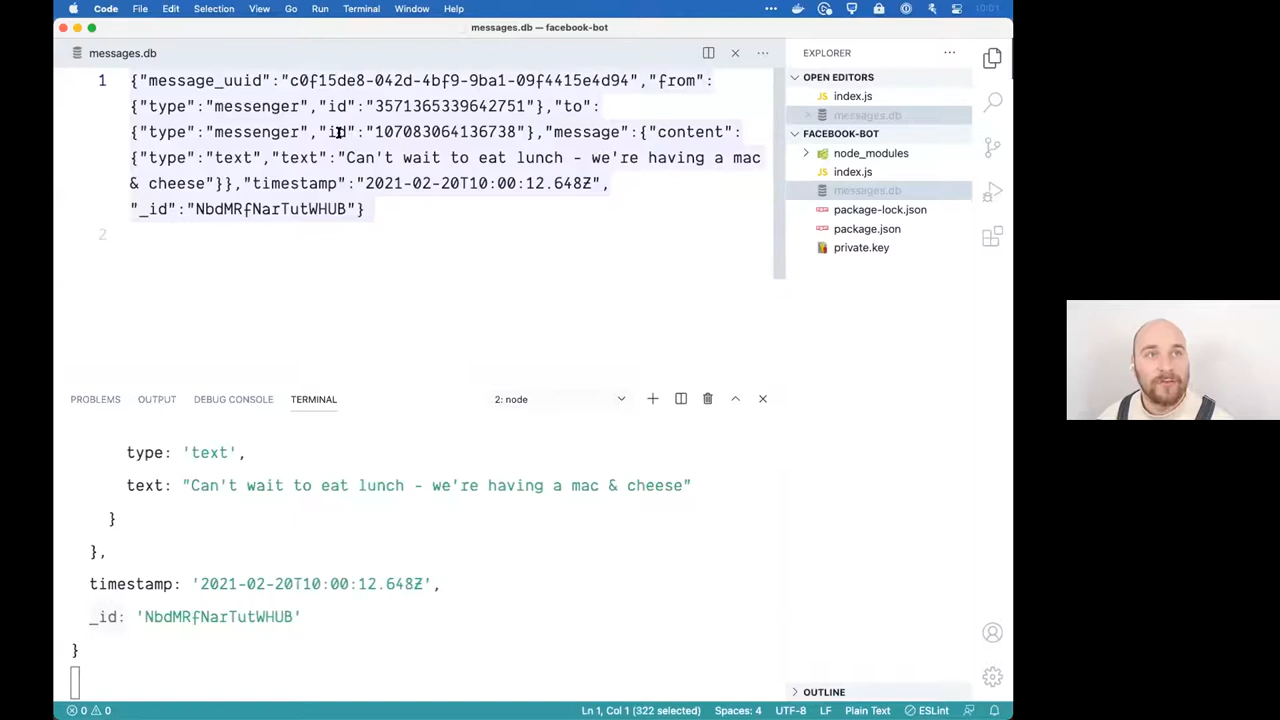 Code File Edit Selection View Go Run Terminal Window Help 10:01
messages.db — facebook-bot
messages.db
1 {"message_uuid":"c0f15de8-042d-4bf9-9ba1-09f4415e4d94","from":
{"type":"messenger","id":"3571365339642751"},"to":
{"type":"messenger","id":"107083064136738"},"message":{"content":
{"type":"text","text":"Can't wait to eat lunch - we're having a mac
& cheese"}},"timestamp":"2021-02-20T10:00:12.648Z",
"_id":"NbdMRfNarTutWHUB"}
2
PROBLEMS OUTPUT DEBUG CONSOLE TERMINAL 2: node
type: 'text',
text: "Can't wait to eat lunch - we're having a mac & cheese"
}
},
timestamp: '2021-02-20T10:00:12.648Z',
_id: 'NbdMRfNarTutWHUB'
}
EXPLORER
OPEN EDITORS
index.js
messages.db
FACEBOOK-BOT
node_modules
index.js
messages.db
package-lock.json
package.json
private.key
OUTLINE
0 0 Ln 1, Col 1 (322 selected) Spaces: 4 UTF-8 LF Plain Text ESLint